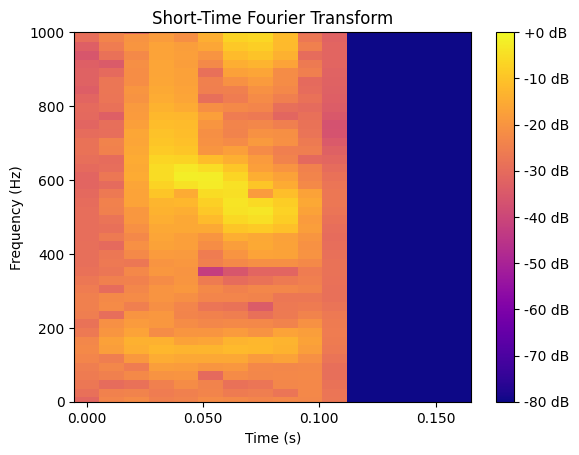 Short-Time Fourier Transform
1000
800
600
400
200
0
Frequency (Hz)
0.000
0.050
0.100
0.150
Time (s)
+0 dB
-10 dB
-20 dB
-30 dB
-40 dB
-50 dB
-60 dB
-70 dB
-80 dB